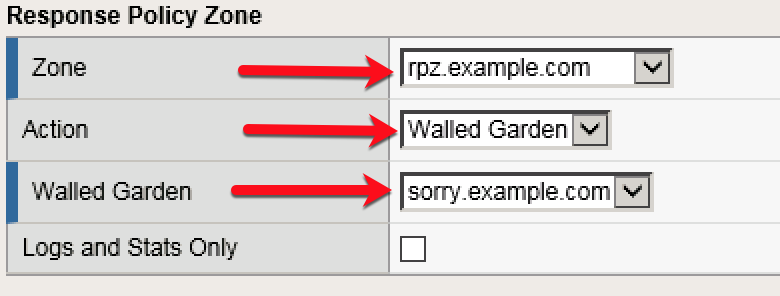 Response Policy Zone
Zone rpz.example.com
Action Walled Garden
Walled Garden sorry.example.com
Logs and Stats Only